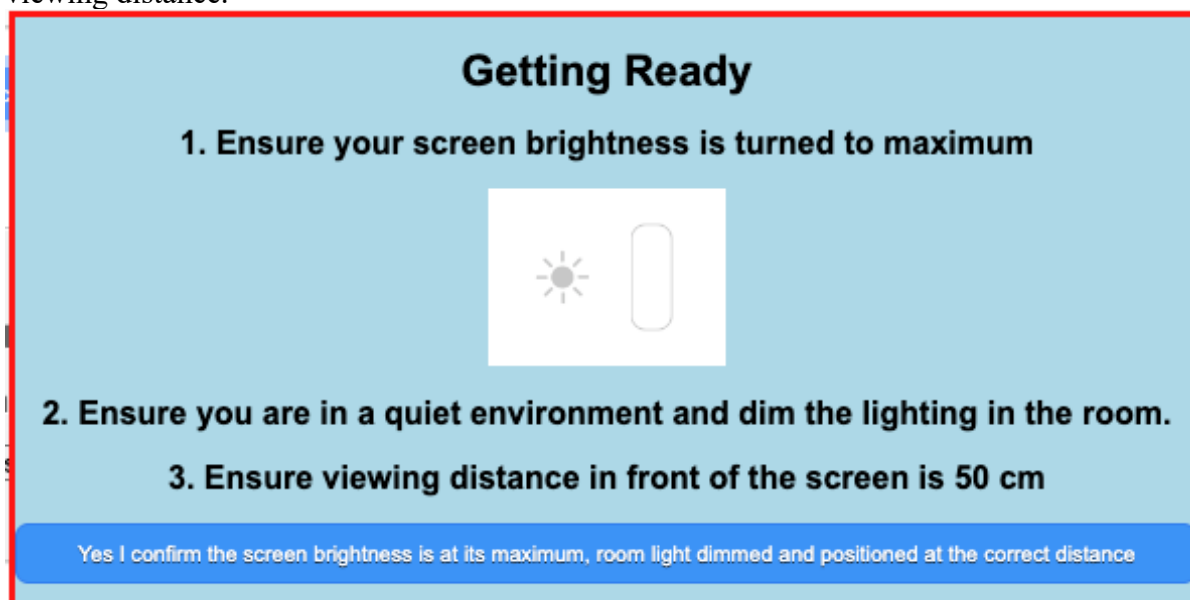 viewing distance.
Getting Ready
1. Ensure your screen brightness is turned to maximum
2. Ensure you are in a quiet environment and dim the lighting in the room.
3. Ensure viewing distance in front of the screen is 50 cm
Yes I confirm the screen brightness is at its maximum, room light dimmed and positioned at the correct distance